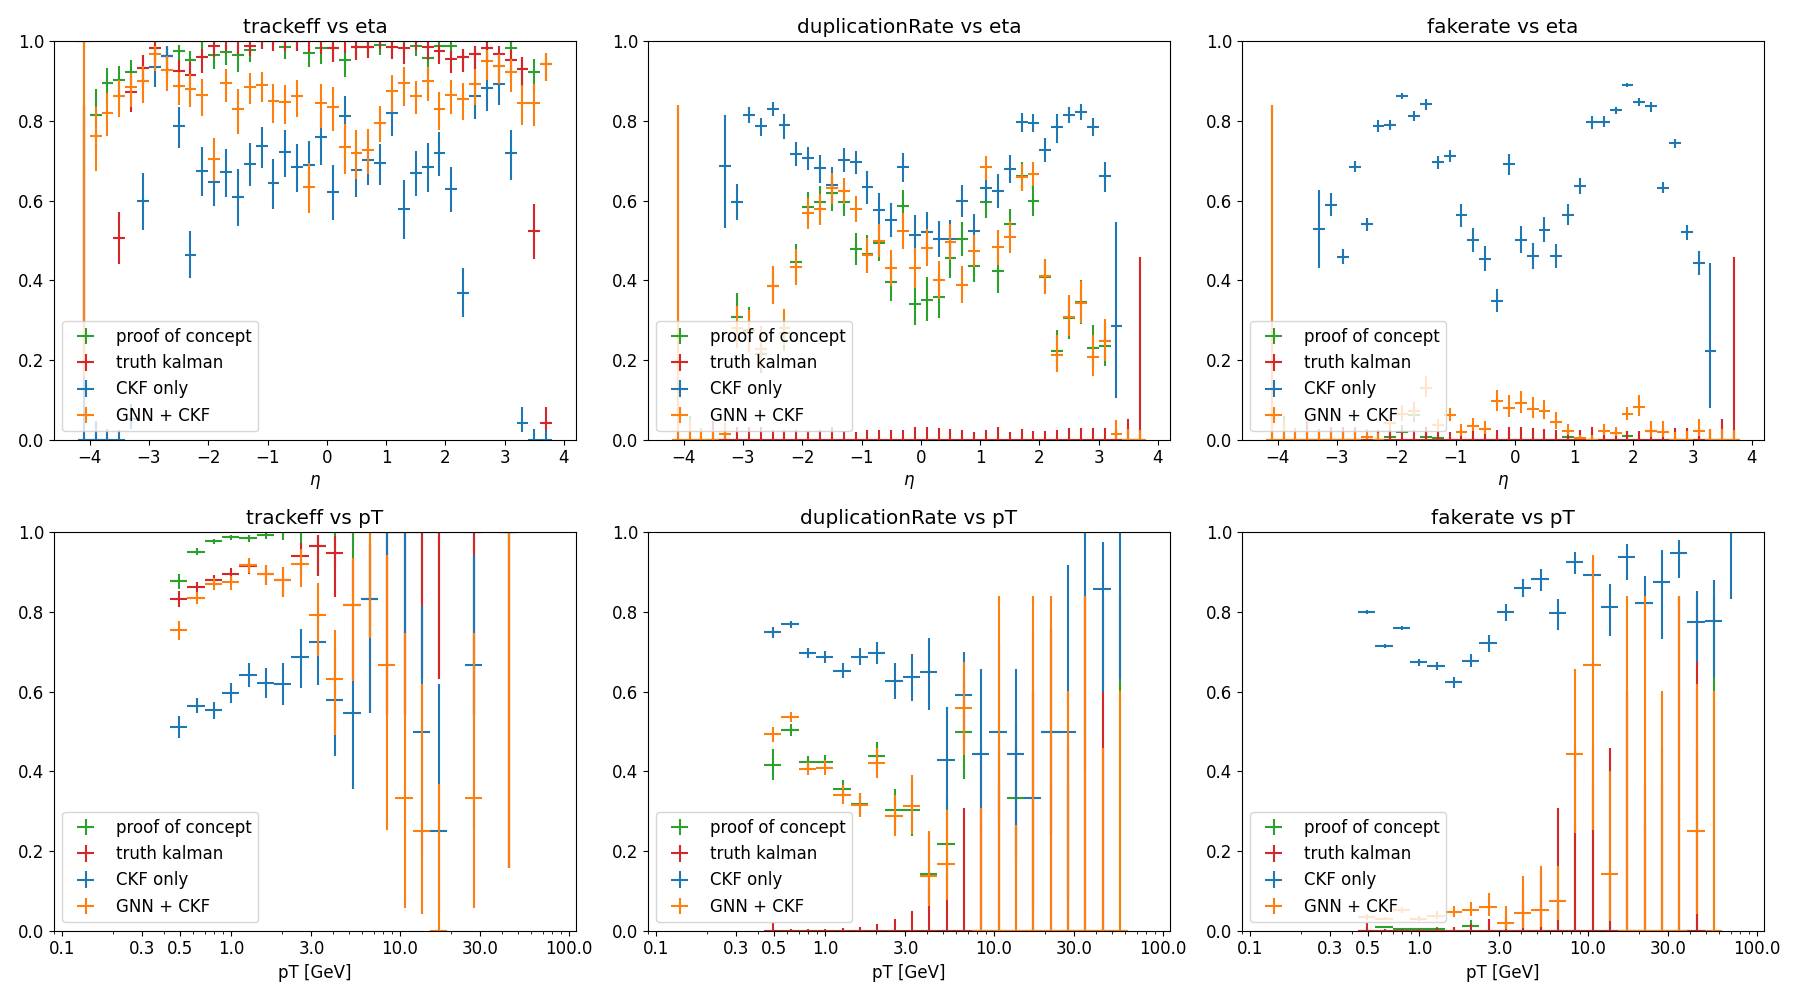 trackeff vs eta
1.0
0.8
0.6
0.4
0.2
0.0
proof of concept
truth kalman
CKF only
GNN + CKF
−4 −3 −2 −1 0 1 2 3 4
η
duplicationRate vs eta
1.0
0.8
0.6
0.4
0.2
0.0
proof of concept
truth kalman
CKF only
GNN + CKF
−4 −3 −2 −1 0 1 2 3 4
η
fakerate vs eta
1.0
0.8
0.6
0.4
0.2
0.0
proof of concept
truth kalman
CKF only
GNN + CKF
−4 −3 −2 −1 0 1 2 3 4
η
trackeff vs pT
1.0
0.8
0.6
0.4
0.2
0.0
proof of concept
truth kalman
CKF only
GNN + CKF
0.1 0.3 0.5 1.0 3.0 10.0 30.0 100.0
pT [GeV]
duplicationRate vs pT
1.0
0.8
0.6
0.4
0.2
0.0
proof of concept
truth kalman
CKF only
GNN + CKF
0.1 0.3 0.5 1.0 3.0 10.0 30.0 100.0
pT [GeV]
fakerate vs pT
1.0
0.8
0.6
0.4
0.2
0.0
proof of concept
truth kalman
CKF only
GNN + CKF
0.1 0.3 0.5 1.0 3.0 10.0 30.0 100.0
pT [GeV]